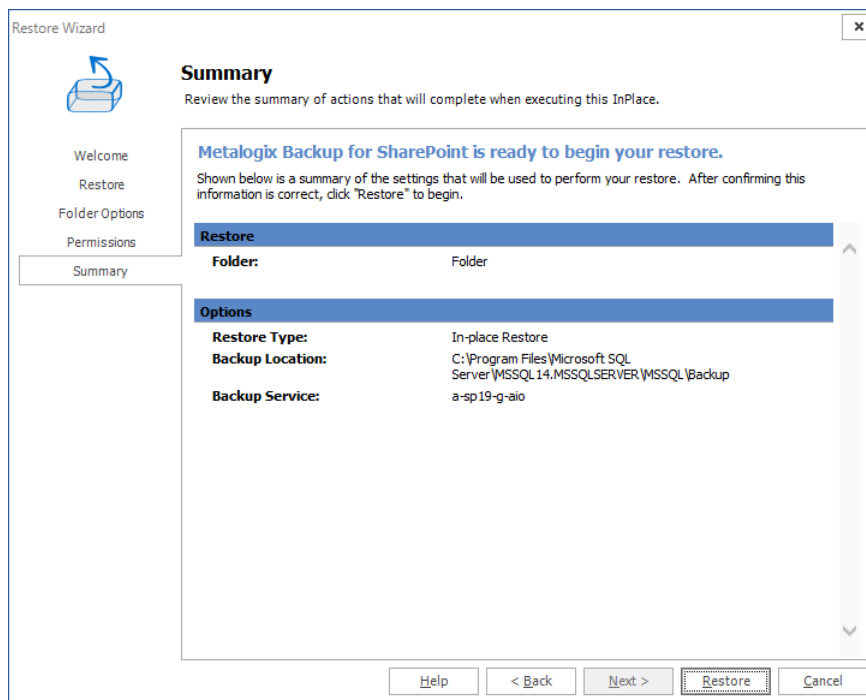 Restore Wizard
Summary
Review the summary of actions that will complete when executing this InPlace.
Welcome
Restore
Folder Options
Permissions
Summary
Metalogix Backup for SharePoint is ready to begin your restore.
Shown below is a summary of the settings that will be used to perform your restore.  After confirming this
information is correct, click "Restore" to begin.
Restore
Folder: Folder
Options
Restore Type: In-place Restore
Backup Location: C:\Program Files\Microsoft SQL
Server\MSSQL14.MSSQLSERVER\MSSQL\Backup
Backup Service: a-sp19-g-aio
Help < Back Next > Restore Cancel